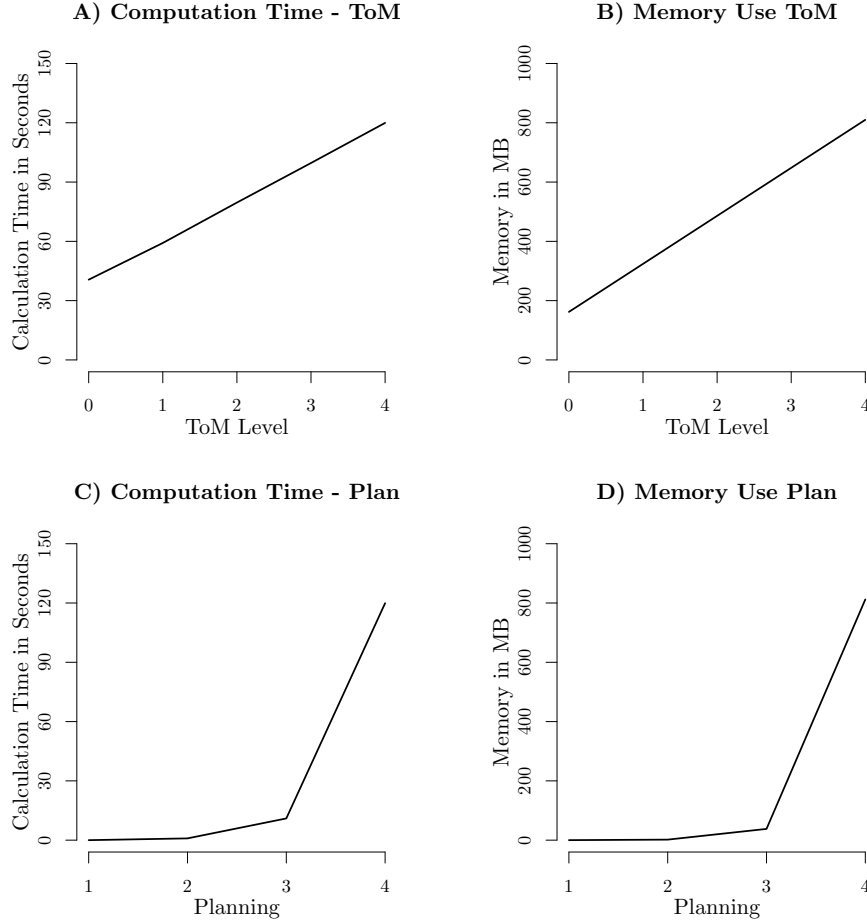 A) Computation Time - ToM
Calculation Time in Seconds
0 30 60 90 120 150
0 1 2 3 4
ToM Level
B) Memory Use ToM
Memory in MB
0 200 400 600 800 1000
0 1 2 3 4
ToM Level
C) Computation Time - Plan
Calculation Time in Seconds
0 30 60 90 120 150
1 2 3 4
Planning
D) Memory Use Plan
Memory in MB
0 200 400 600 800 1000
1 2 3 4
Planning